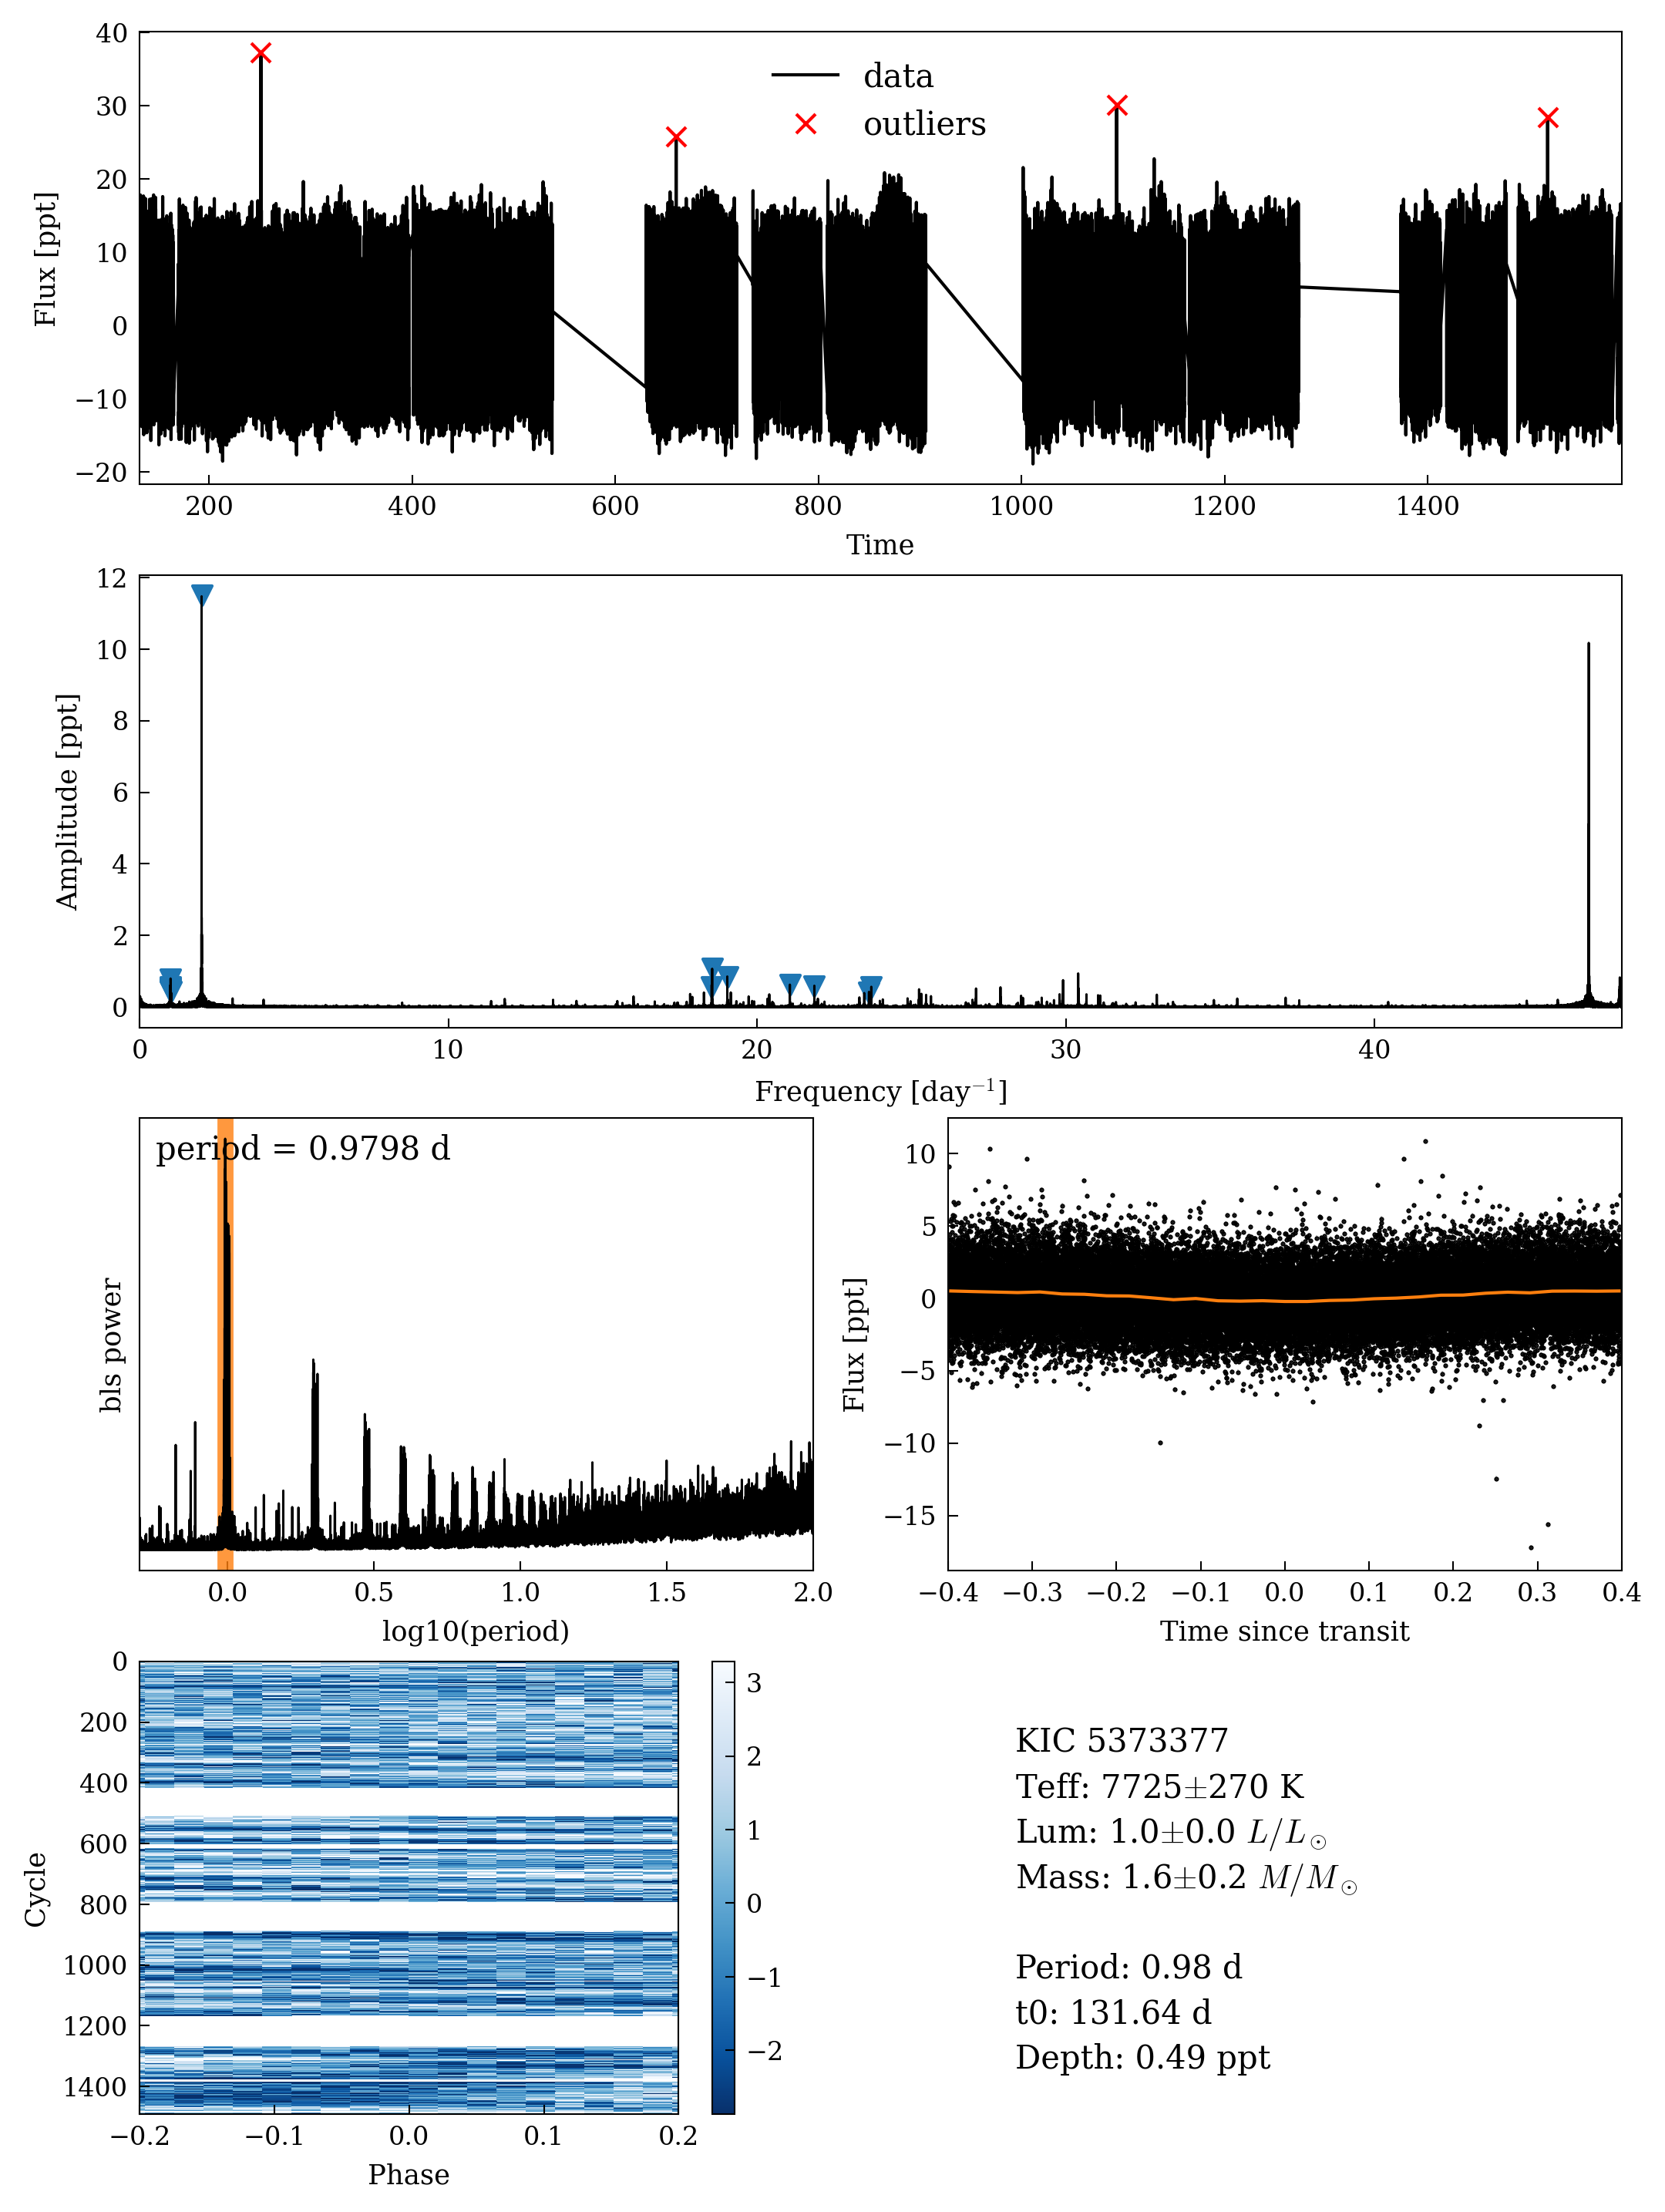 40
30
20
10
0
−10
−20
Flux [ppt]
data
outliers
200 400 600 800 1000 1200 1400
Time
12
10
8
6
4
2
0
Amplitude [ppt]
0 10 20 30 40
Frequency [day⁻¹]
period = 0.9798 d
bls power
0.0 0.5 1.0 1.5 2.0
log10(period)
10
5
0
−5
−10
−15
Flux [ppt]
−0.4 −0.3 −0.2 −0.1 0.0 0.1 0.2 0.3 0.4
Time since transit
0
200
400
600
800
1000
1200
1400
Cycle
−0.2 −0.1 0.0 0.1 0.2
Phase
3
2
1
0
−1
−2
KIC 5373377
Teff: 7725±270 K
Lum: 1.0±0.0 L/L⊙
Mass: 1.6±0.2 M/M⊙
Period: 0.98 d
t0: 131.64 d
Depth: 0.49 ppt